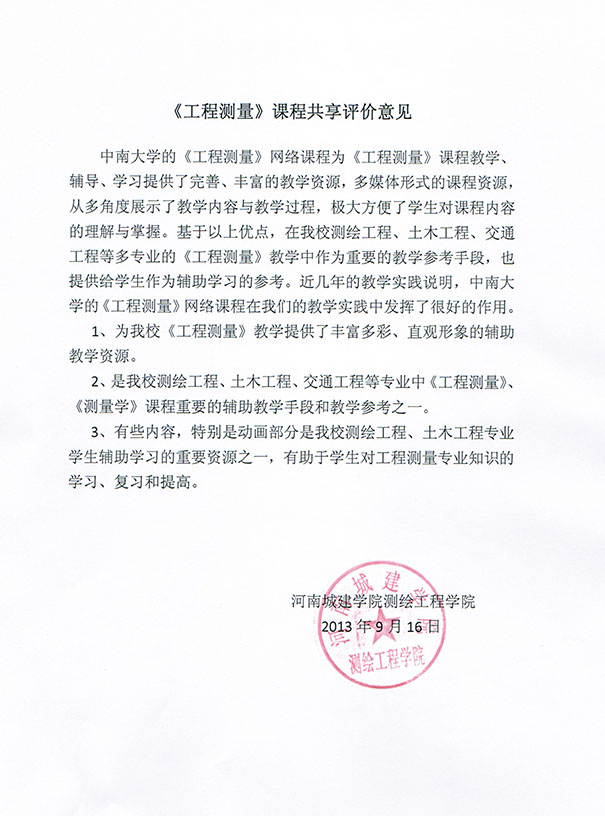 《工程测量》课程共享评价意见
中南大学的《工程测量》网络课程为《工程测量》课程教学、
辅导、学习提供了完善、丰富的教学资源，多媒体形式的课程资源，
从多角度展示了教学内容与教学过程，极大方便了学生对课程内容
的理解与掌握。基于以上优点，在我校测绘工程、土木工程、交通
工程等多专业的《工程测量》教学中作为重要的教学参考手段，也
提供给学生作为辅助学习的参考。近几年的教学实践说明，中南大
学的《工程测量》网络课程在我们的教学实践中发挥了很好的作用。
1、为我校《工程测量》教学提供了丰富多彩、直观形象的辅助
教学资源。
2、是我校测绘工程、土木工程、交通工程等专业中《工程测量》、
《测量学》课程重要的辅助教学手段和教学参考之一。
3、有些内容，特别是动画部分是我校测绘工程、土木工程专业
学生辅助学习的重要资源之一，有助于学生对工程测量专业知识的
学习、复习和提高。
河南城建学院测绘工程学院
2013 年 9 月 16 日
河南城建学院
测绘工程学院